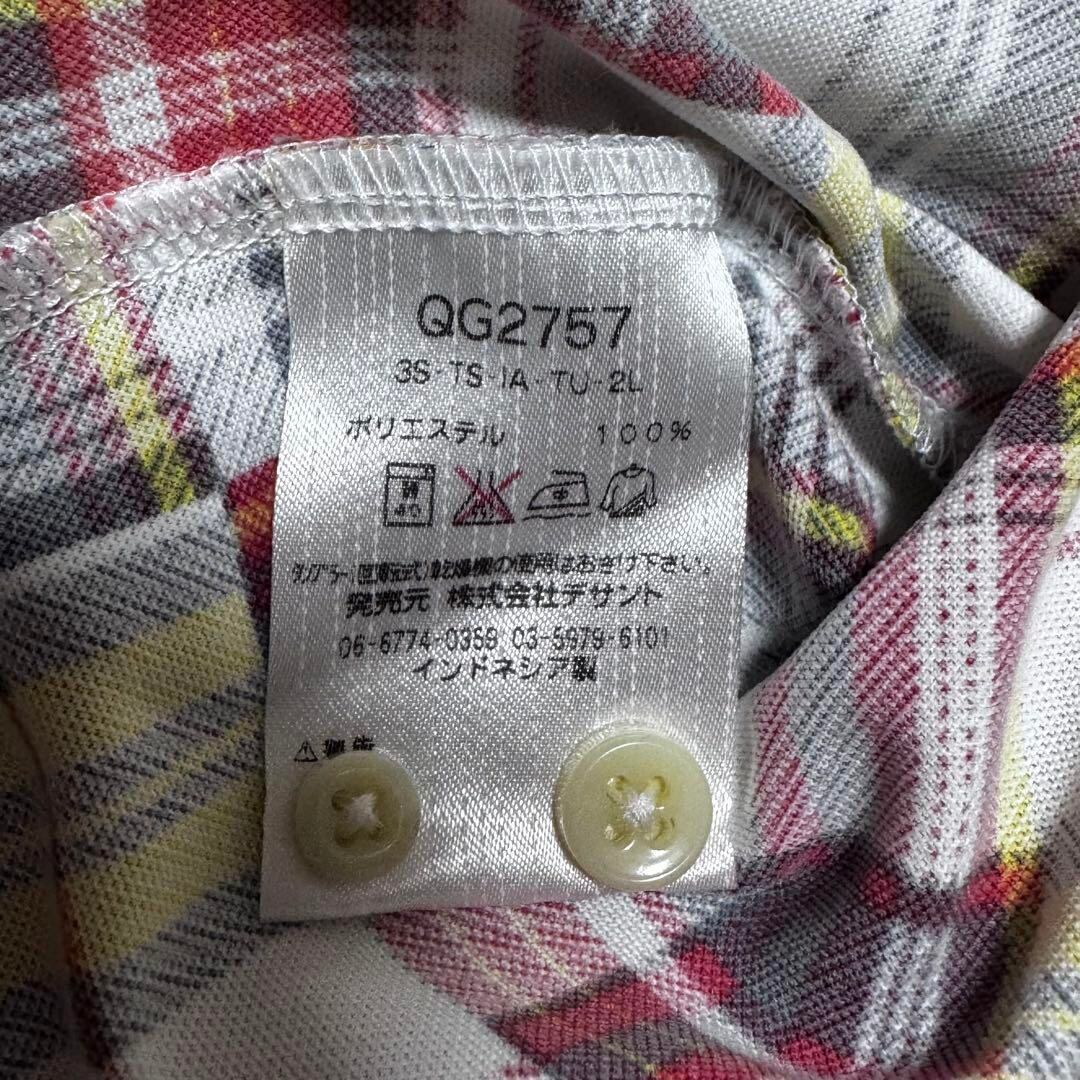 QG2757
3S-TS-IA-TU-2L
ポリエステル 100%
40
タンブラー(回転式)乾燥機の使用はおさけ下さい。
発売元 株式会社デサント
06-6774-0369 03-5979-6101
インドネシア製